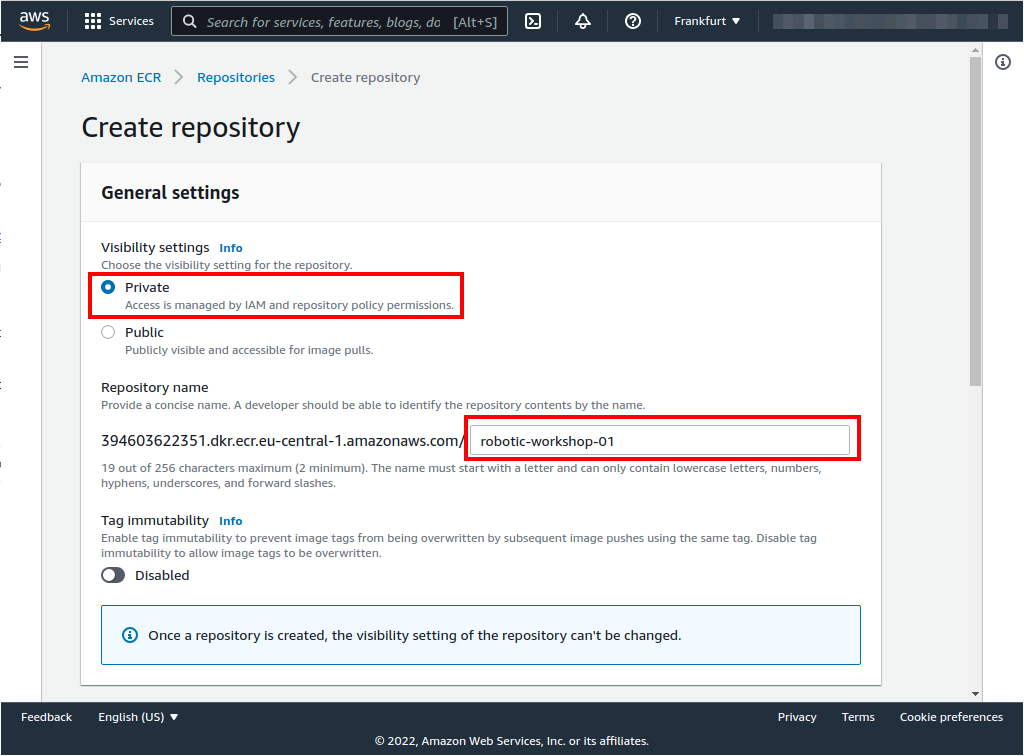 aws
Services
Search for services, features, blogs, do [Alt+S]
Frankfurt
Amazon ECR
Repositories
Create repository
Create repository
General settings
Visibility settings Info
Choose the visibility setting for the repository.
Private
Access is managed by IAM and repository policy permissions.
Public
Publicly visible and accessible for image pulls.
Repository name
Provide a concise name. A developer should be able to identify the repository contents by the name.
394603622351.dkr.ecr.eu-central-1.amazonaws.com/ robotic-workshop-01
19 out of 256 characters maximum (2 minimum). The name must start with a letter and can only contain lowercase letters, numbers,
hyphens, underscores, and forward slashes.
Tag immutability Info
Enable tag immutability to prevent image tags from being overwritten by subsequent image pushes using the same tag. Disable tag
immutability to allow image tags to be overwritten.
Disabled
Once a repository is created, the visibility setting of the repository can't be changed.
Feedback
English (US)
Privacy
Terms
Cookie preferences
© 2022, Amazon Web Services, Inc. or its affiliates.